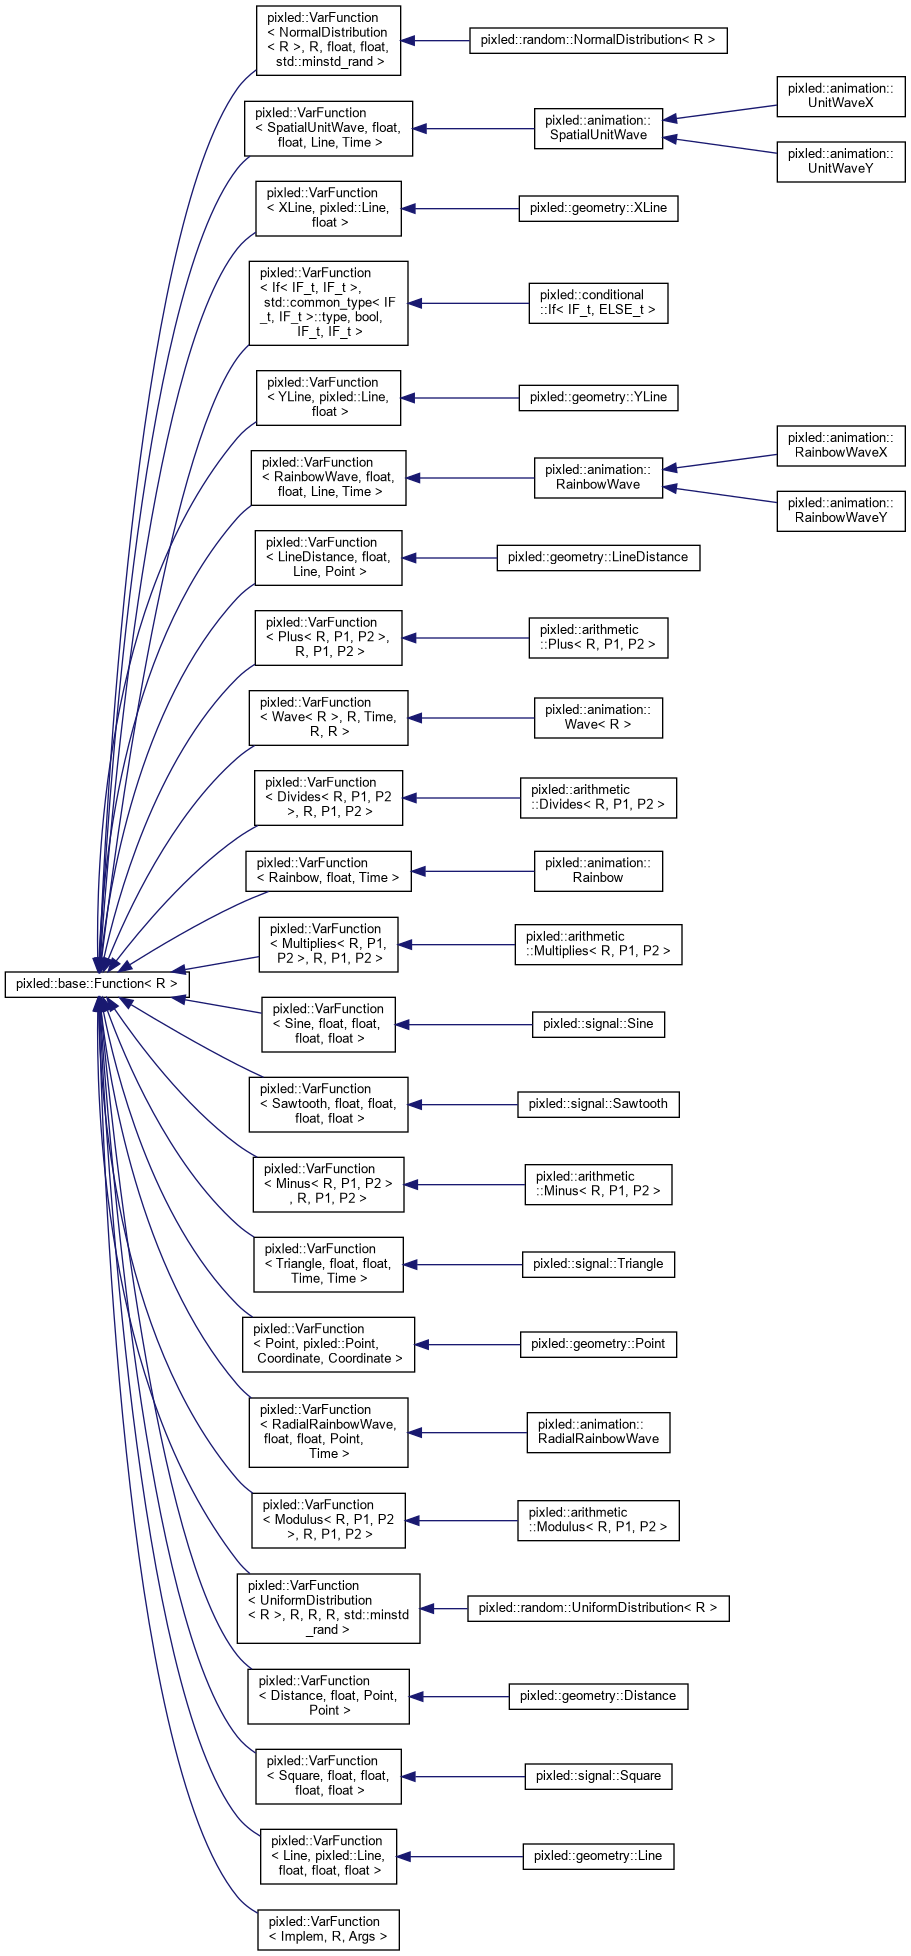 pixled::VarFunction
< NormalDistribution
< R >, R, float, float,
std::minstd_rand >
pixled::random::NormalDistribution< R >
pixled::VarFunction
< SpatialUnitWave, float,
float, Line, Time >
pixled::animation::
SpatialUnitWave
pixled::animation::
UnitWaveX
pixled::animation::
UnitWaveY
pixled::VarFunction
< XLine, pixled::Line,
float >
pixled::geometry::XLine
pixled::VarFunction
< If< IF_t, IF_t >,
std::common_type< IF
_t, IF_t >::type, bool,
IF_t, IF_t >
pixled::conditional
::If< IF_t, ELSE_t >
pixled::VarFunction
< YLine, pixled::Line,
float >
pixled::geometry::YLine
pixled::VarFunction
< RainbowWave, float,
float, Line, Time >
pixled::animation::
RainbowWave
pixled::animation::
RainbowWaveX
pixled::animation::
RainbowWaveY
pixled::VarFunction
< LineDistance, float,
Line, Point >
pixled::geometry::LineDistance
pixled::VarFunction
< Plus< R, P1, P2 >,
R, P1, P2 >
pixled::arithmetic
::Plus< R, P1, P2 >
pixled::VarFunction
< Wave< R >, R, Time,
R, R >
pixled::animation::
Wave< R >
pixled::VarFunction
< Divides< R, P1, P2
>, R, P1, P2 >
pixled::arithmetic
::Divides< R, P1, P2 >
pixled::VarFunction
< Rainbow, float, Time >
pixled::animation::
Rainbow
pixled::VarFunction
< Multiplies< R, P1,
P2 >, R, P1, P2 >
pixled::arithmetic
::Multiplies< R, P1, P2 >
pixled::base::Function< R >
pixled::VarFunction
< Sine, float, float,
float, float >
pixled::signal::Sine
pixled::VarFunction
< Sawtooth, float, float,
float, float >
pixled::signal::Sawtooth
pixled::VarFunction
< Minus< R, P1, P2 >
, R, P1, P2 >
pixled::arithmetic
::Minus< R, P1, P2 >
pixled::VarFunction
< Triangle, float, float,
Time, Time >
pixled::signal::Triangle
pixled::VarFunction
< Point, pixled::Point,
Coordinate, Coordinate >
pixled::geometry::Point
pixled::VarFunction
< RadialRainbowWave,
float, float, Point,
Time >
pixled::animation::
RadialRainbowWave
pixled::VarFunction
< Modulus< R, P1, P2
>, R, P1, P2 >
pixled::arithmetic
::Modulus< R, P1, P2 >
pixled::VarFunction
< UniformDistribution
< R >, R, R, R, std::minstd
_rand >
pixled::random::UniformDistribution< R >
pixled::VarFunction
< Distance, float, Point,
Point >
pixled::geometry::Distance
pixled::VarFunction
< Square, float, float,
float, float >
pixled::signal::Square
pixled::VarFunction
< Line, pixled::Line,
float, float, float >
pixled::geometry::Line
pixled::VarFunction
< Implem, R, Args >